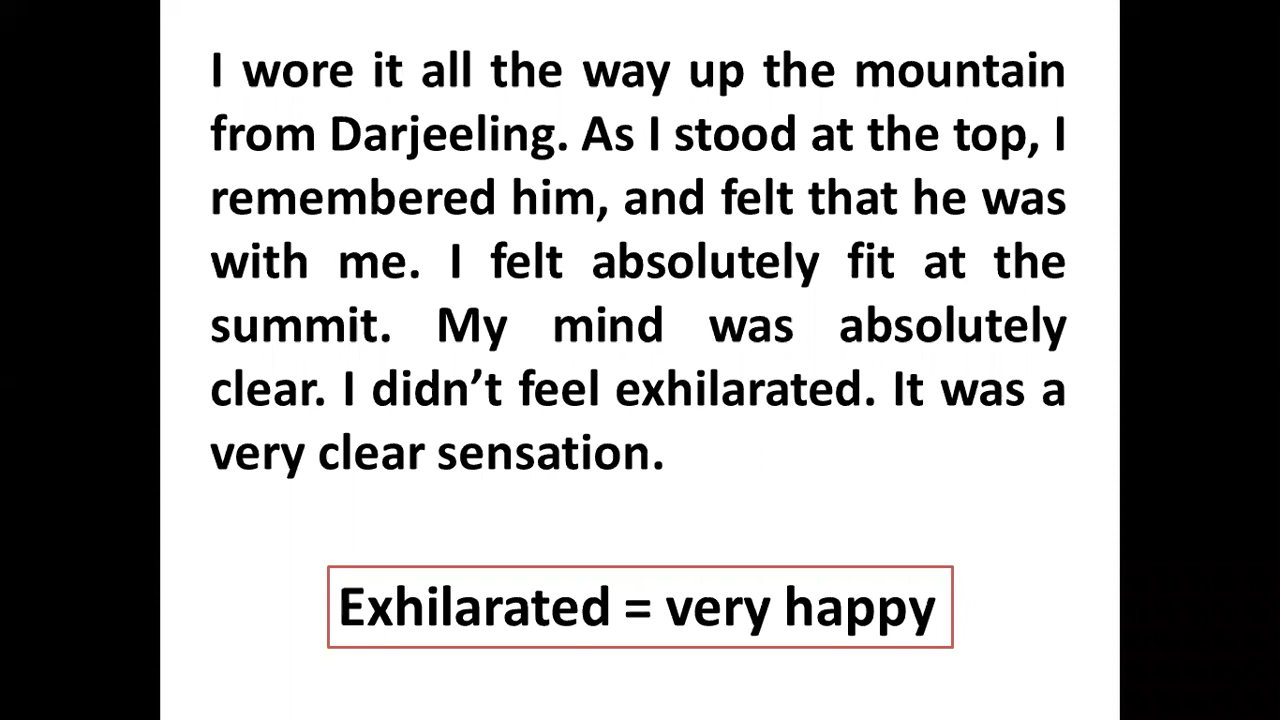 I wore it all the way up the mountain
from Darjeeling. As I stood at the top, I
remembered him, and felt that he was
with me. I felt absolutely fit at the
summit. My mind was absolutely
clear. I didn’t feel exhilarated. It was a
very clear sensation.
Exhilarated = very happy